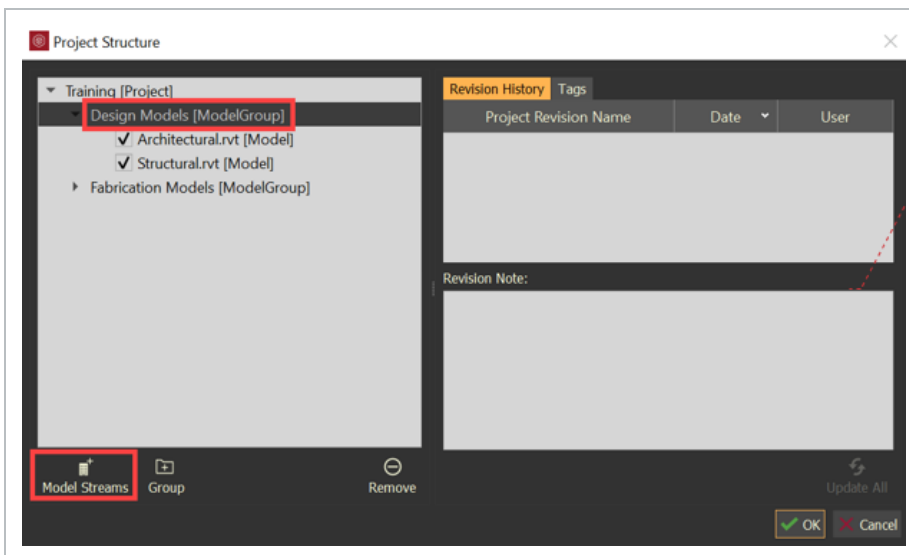 Project Structure
Training [Project]
Design Models [ModelGroup]
Architectural.rvt [Model]
Structural.rvt [Model]
Fabrication Models [ModelGroup]
Model Streams
Group
Remove
Revision History Tags
Project Revision Name Date User
Revision Note:
Update All
OK Cancel